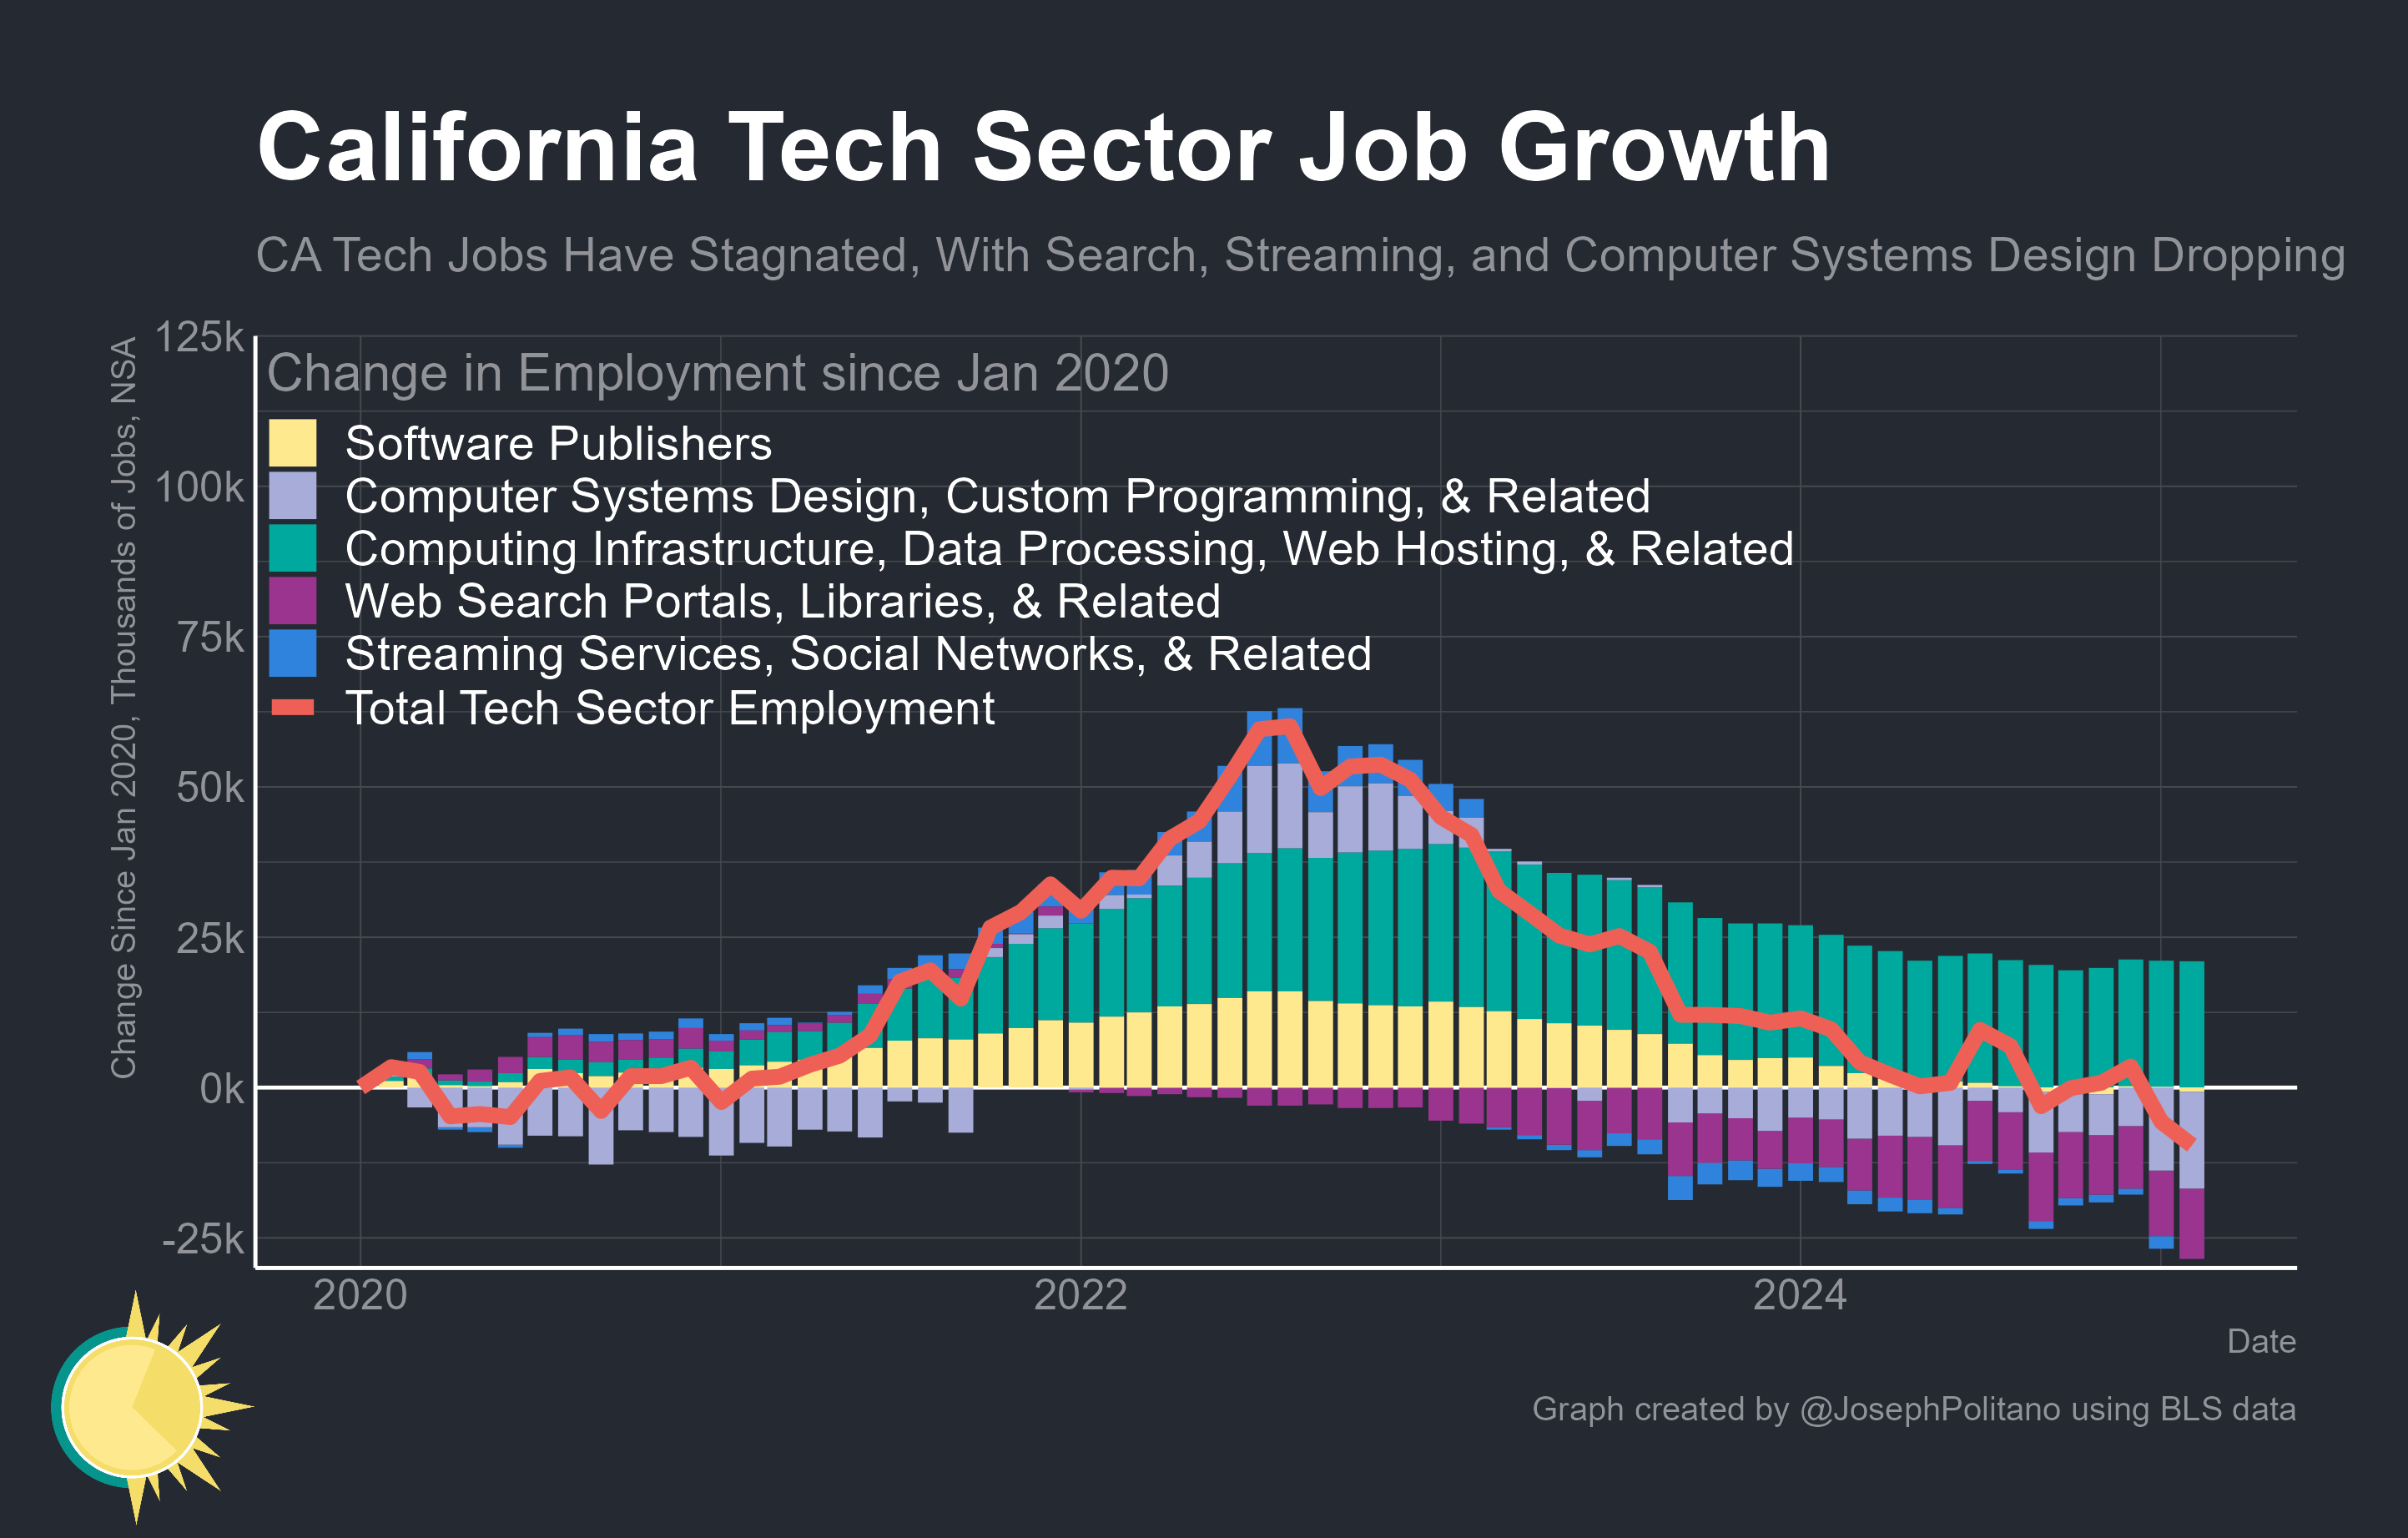 California Tech Sector Job Growth
CA Tech Jobs Have Stagnated, With Search, Streaming, and Computer Systems Design Dropping
Change Since Jan 2020, Thousands of Jobs, NSA
125k
100k
75k
50k
25k
0k
-25k
Change in Employment since Jan 2020
Software Publishers
Computer Systems Design, Custom Programming, & Related
Computing Infrastructure, Data Processing, Web Hosting, & Related
Web Search Portals, Libraries, & Related
Streaming Services, Social Networks, & Related
Total Tech Sector Employment
2020
2022
2024
Date
Graph created by @JosephPolitano using BLS data